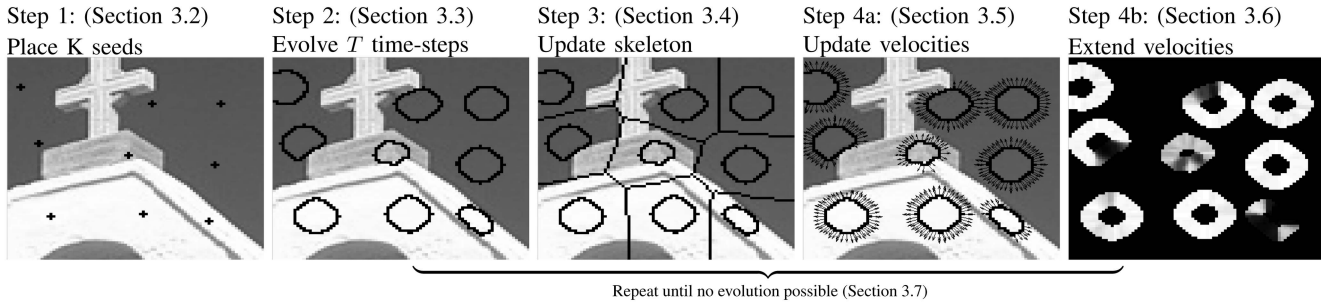 Step 1: (Section 3.2)
Place K seeds
Step 2: (Section 3.3)
Evolve T time-steps
Step 3: (Section 3.4)
Update skeleton
Step 4a: (Section 3.5)
Update velocities
Step 4b: (Section 3.6)
Extend velocities
Repeat until no evolution possible (Section 3.7)